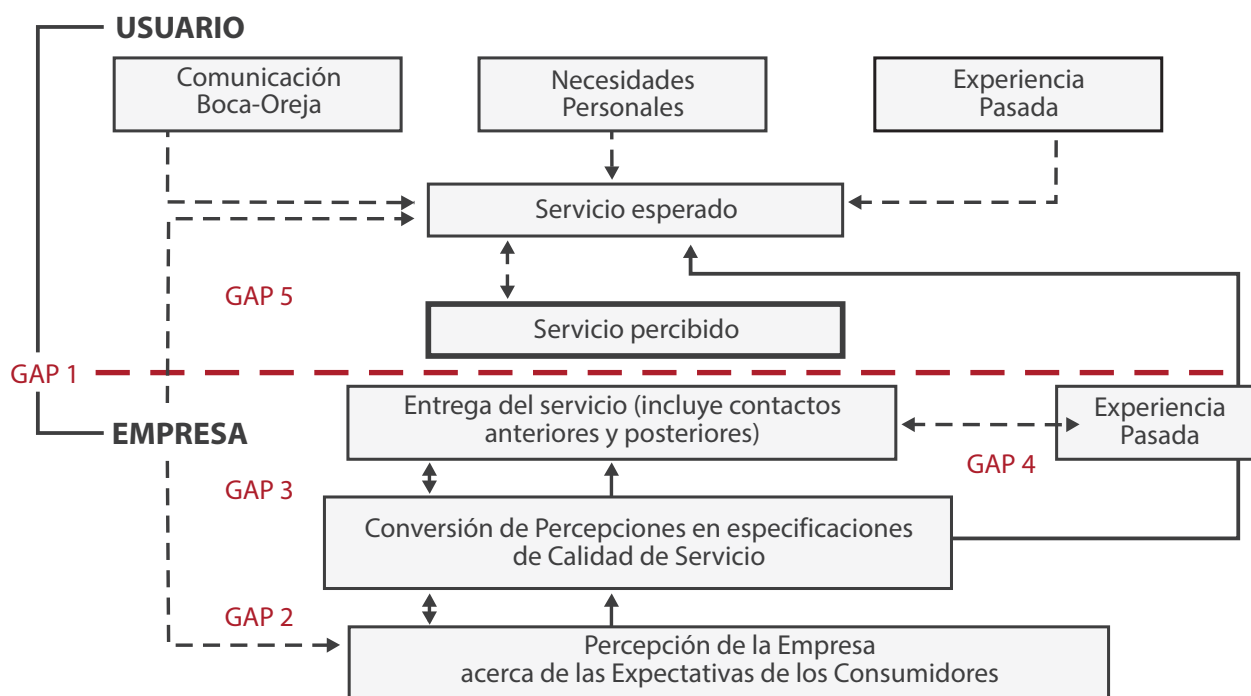 USUARIO
Comunicación
Boca-Oreja
Necesidades
Personales
Experiencia
Pasada
Servicio esperado
GAP 5
Servicio percibido
GAP 1
EMPRESA
Entrega del servicio (incluye contactos
anteriores y posteriores)
Experiencia
Pasada
GAP 4
GAP 3
Conversión de Percepciones en especificaciones
de Calidad de Servicio
GAP 2
Percepción de la Empresa
acerca de las Expectativas de los Consumidores